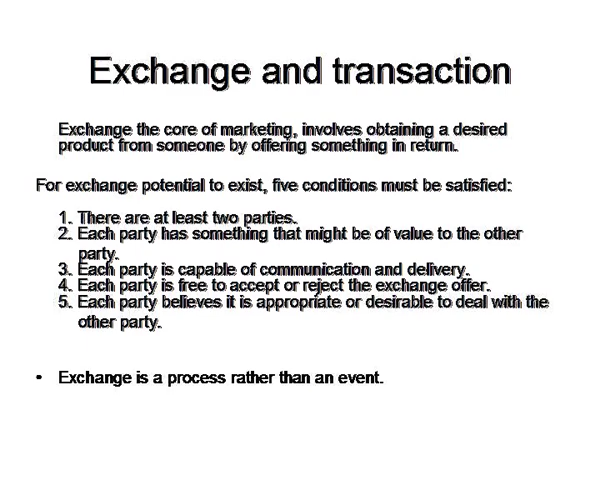 Exchange and transaction
Exchange the core of marketing, involves obtaining a desired
product from someone by offering something in return.
For exchange potential to exist, five conditions must be satisfied:
1. There are at least two parties.
2. Each party has something that might be of value to the other
party.
3. Each party is capable of communication and delivery.
4. Each party is free to accept or reject the exchange offer.
5. Each party believes it is appropriate or desirable to deal with the
other party.
• Exchange is a process rather than an event.